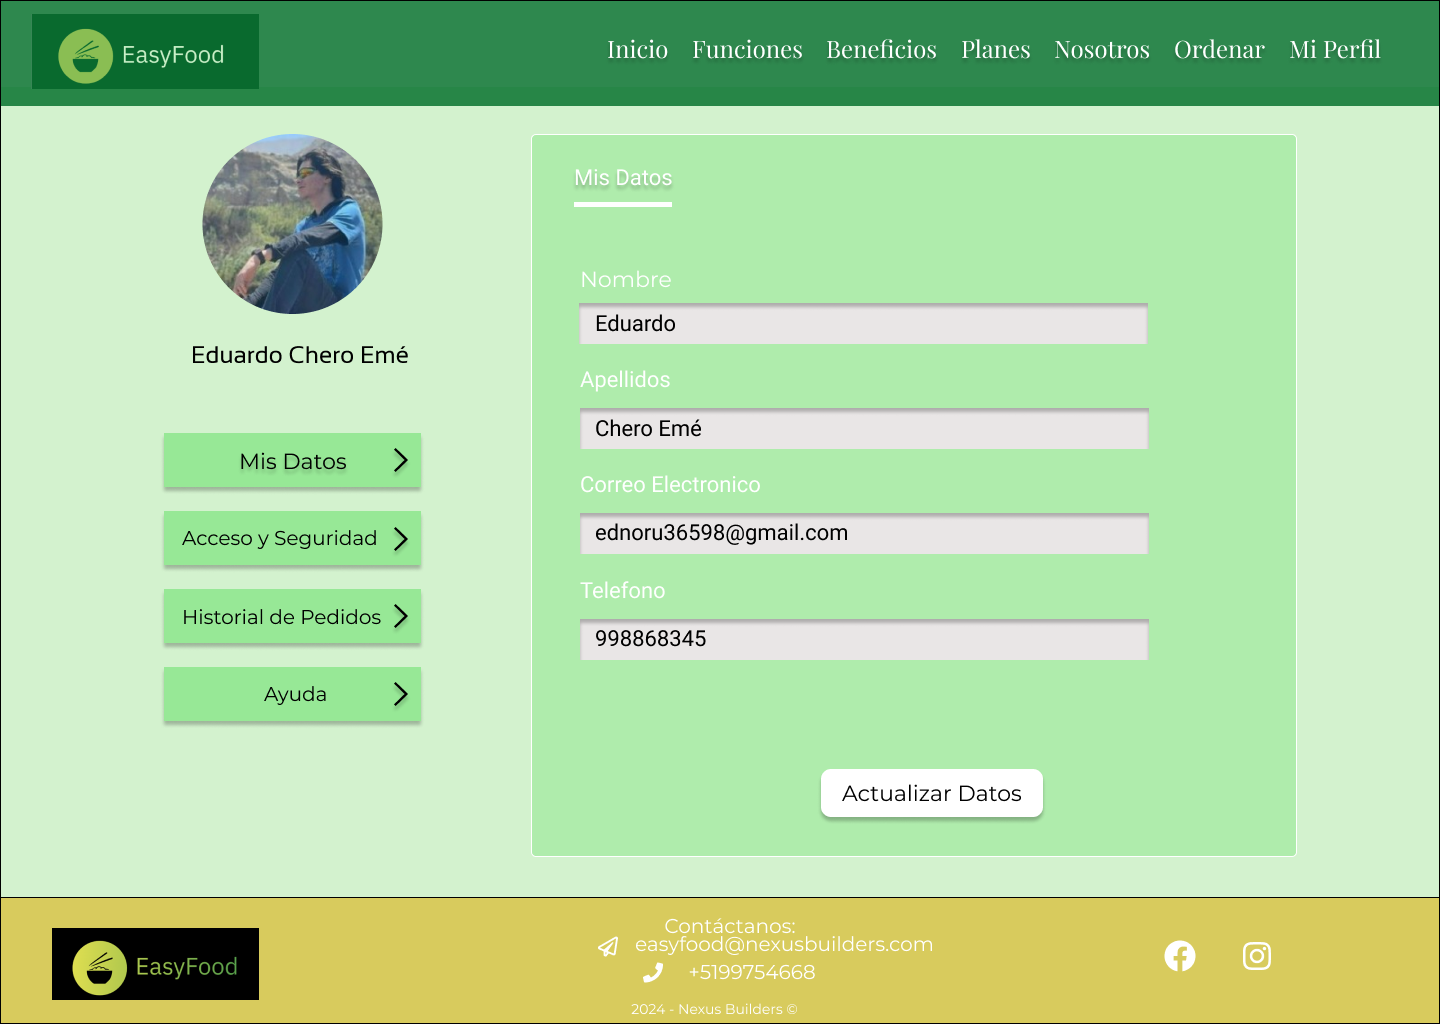 EasyFood
Inicio Funciones Beneficios Planes Nosotros Ordenar Mi Perfil
Eduardo Chero Emé
Mis Datos
Acceso y Seguridad
Historial de Pedidos
Ayuda
Mis Datos
Nombre
Eduardo
Apellidos
Chero Emé
Correo Electronico
ednoru36598@gmail.com
Telefono
998868345
Actualizar Datos
EasyFood
Contáctanos:
easyfood@nexusbuilders.com
+5199754668
2024 - Nexus Builders ©